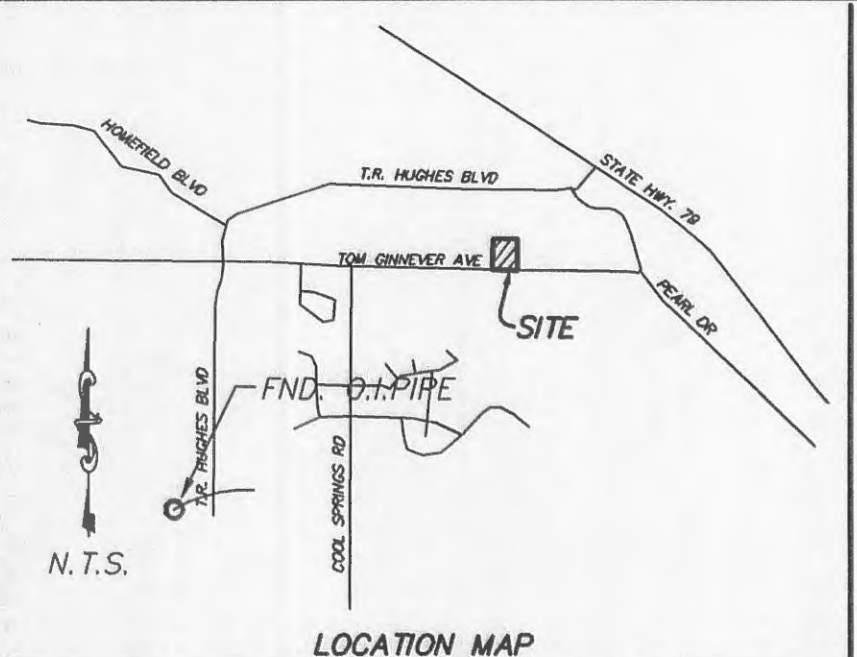 HOMEFIELD BLVD
T.R. HUGHES BLVD
STATE HWY. 79
TOM GINNEVER AVE
PEARL DR
SITE
FND. O.I.PIPE
T.R. HUGHES BLVD
COOL SPRINGS RD
N.T.S.
LOCATION MAP